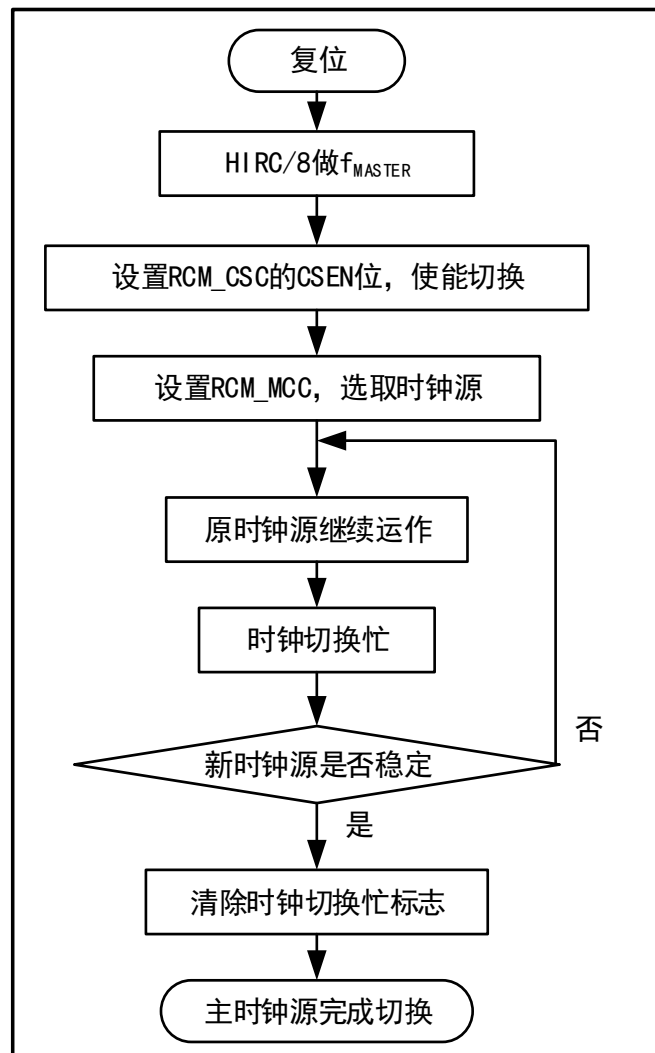 复位
HIRC/8做fMASTER
设置RCM_CSC的CSEN位，使能切换
设置RCM_MCC，选取时钟源
原时钟源继续运作
时钟切换忙
否
新时钟源是否稳定
是
清除时钟切换忙标志
主时钟源完成切换